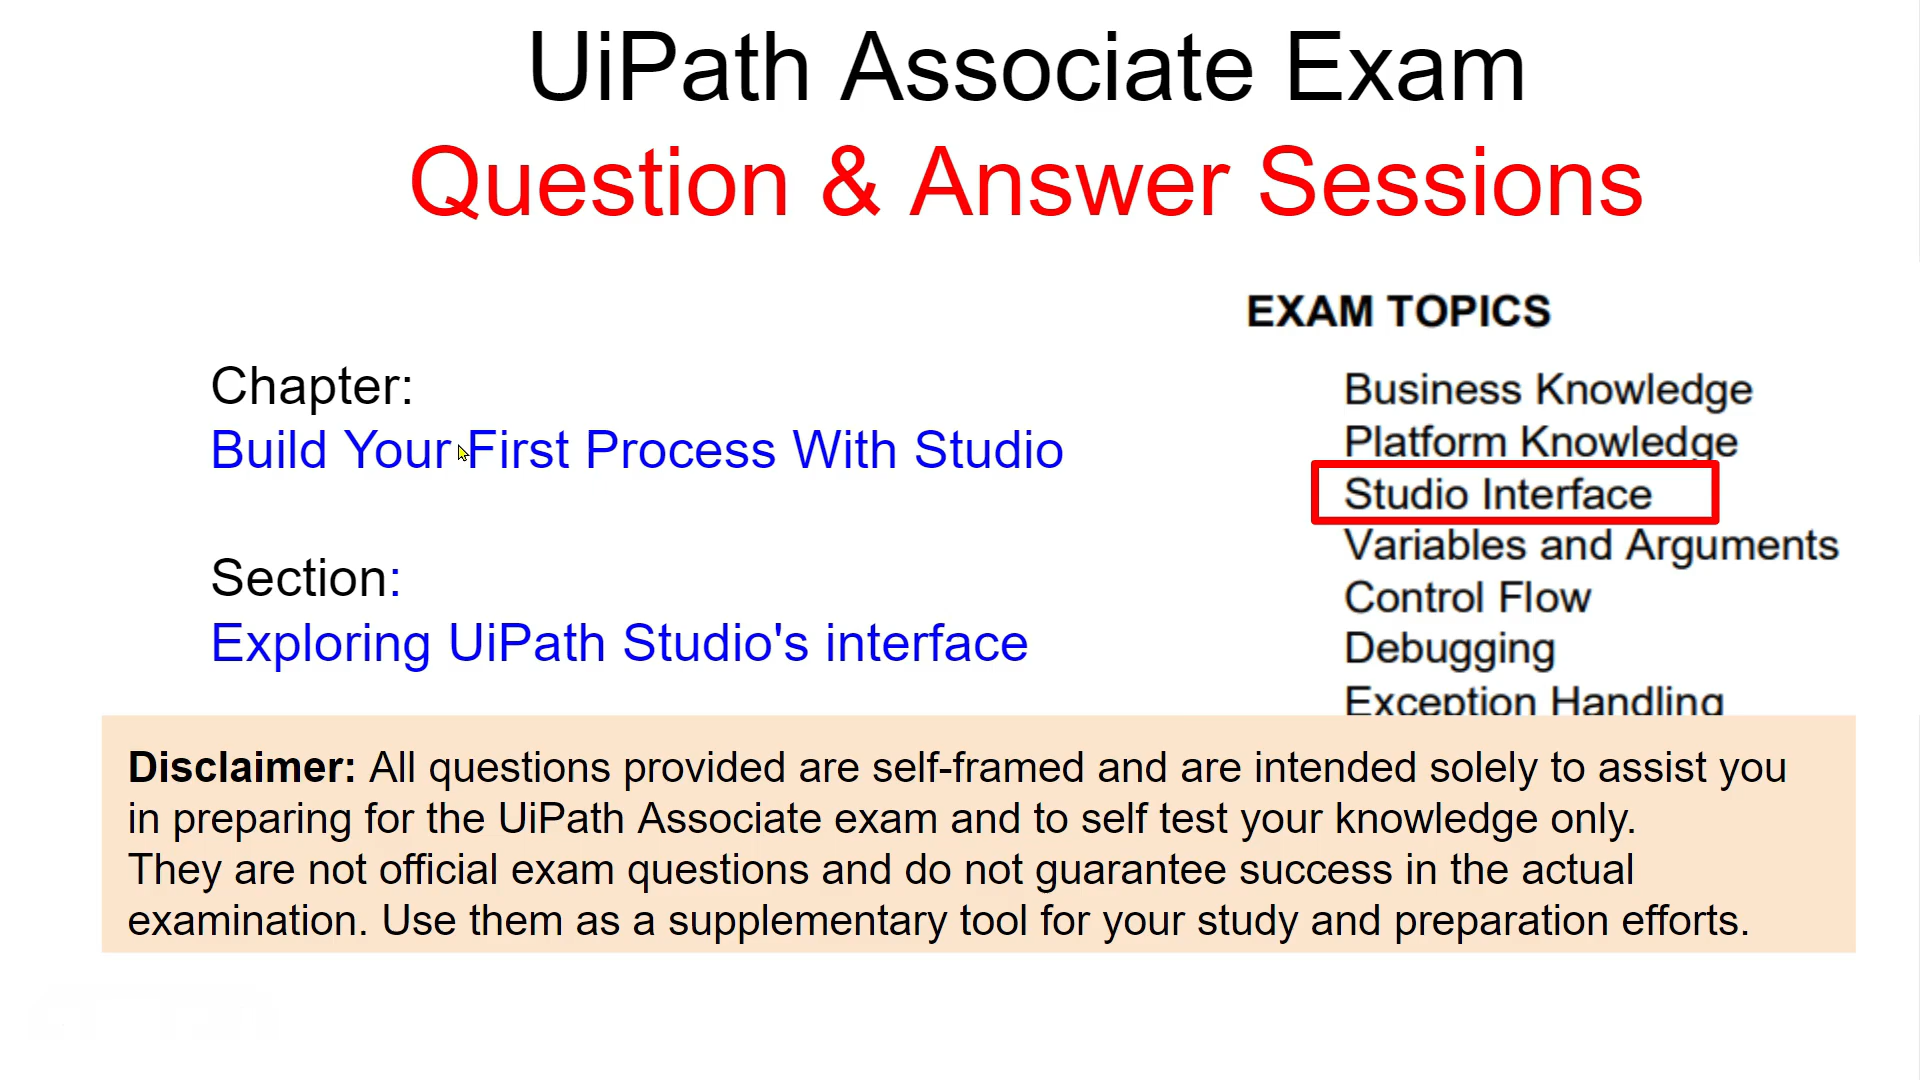 UiPath Associate Exam
Question & Answer Sessions
Chapter:
Build Your First Process With Studio
Section:
Exploring UiPath Studio's interface
EXAM TOPICS
Business Knowledge
Platform Knowledge
Studio Interface
Variables and Arguments
Control Flow
Debugging
Exception Handling
Disclaimer: All questions provided are self-framed and are intended solely to assist you
in preparing for the UiPath Associate exam and to self test your knowledge only.
They are not official exam questions and do not guarantee success in the actual
examination. Use them as a supplementary tool for your study and preparation efforts.